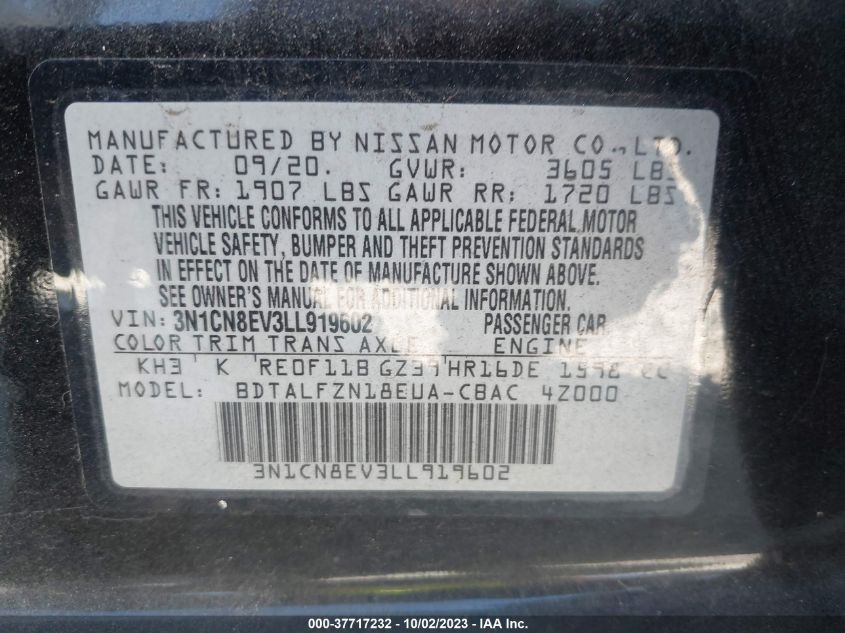 MANUFACTURED BY NISSAN MOTOR CO., LTD.
DATE: 09/20. GVWR: 3605 LBS
GAWR FR: 1907 LBS GAWR RR: 1720 LBS
THIS VEHICLE CONFORMS TO ALL APPLICABLE FEDERAL MOTOR
VEHICLE SAFETY, BUMPER AND THEFT PREVENTION STANDARDS
IN EFFECT ON THE DATE OF MANUFACTURE SHOWN ABOVE.
SEE OWNER'S MANUAL FOR ADDITIONAL INFORMATION.
VIN: 3N1CN8EV3LL919602 PASSENGER CAR
COLOR TRIM TRANS AXLE ENGINE
KH3 K RE0F11B GZ39 HR16DE 1598 CC
MODEL: BDTALFZN18EUA-CBAC 4Z000
3N1CN8EV3LL919602
000-37717232 - 10/02/2023 - IAA Inc.